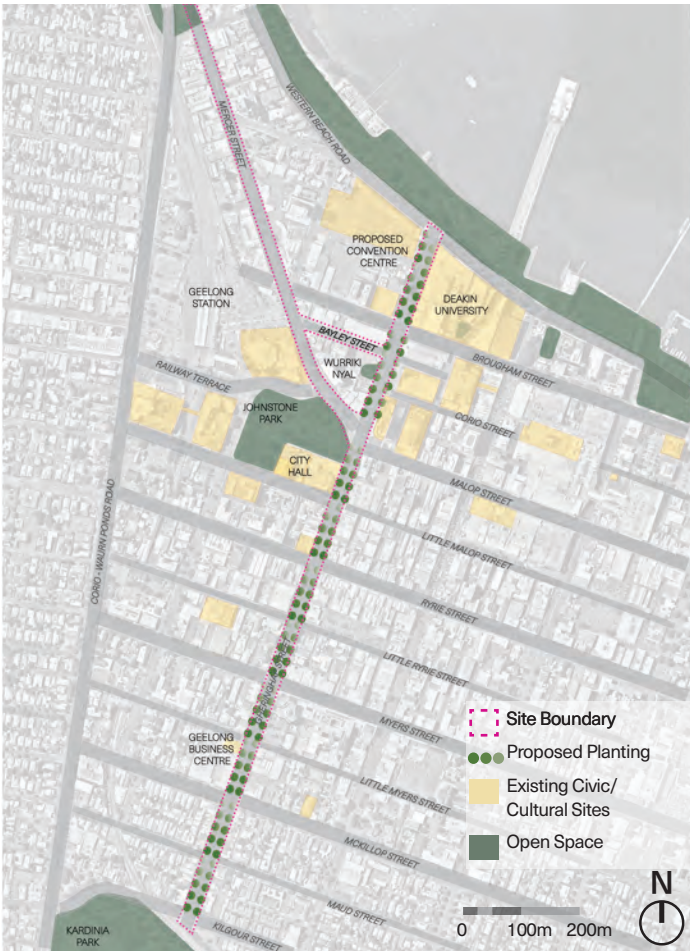 WESTERN BEACH ROAD
MERCER STREET
PROPOSED
CONVENTION
CENTRE
GEELONG
STATION
DEAKIN
UNIVERSITY
BAYLEY STEET
WURRIKI
NYAL
BROUGHAM STREET
RAILWAY TERRACE
JOHNSTONE
PARK
CORIO STREET
CITY
HALL
MALOP STREET
CORIO - WAURN PONDS ROAD
LITTLE MALOP STREET
RYRIE STREET
LITTLE RYRIE STREET
MYERS STREET
GEELONG
BUSINESS
CENTRE
LITTLE MYERS STREET
MCKILLOP STREET
MAUD STREET
KARDINIA
PARK
KILGOUR STREET
Site Boundary
Proposed Planting
Existing Civic/
Cultural Sites
Open Space
N
0 100m 200m